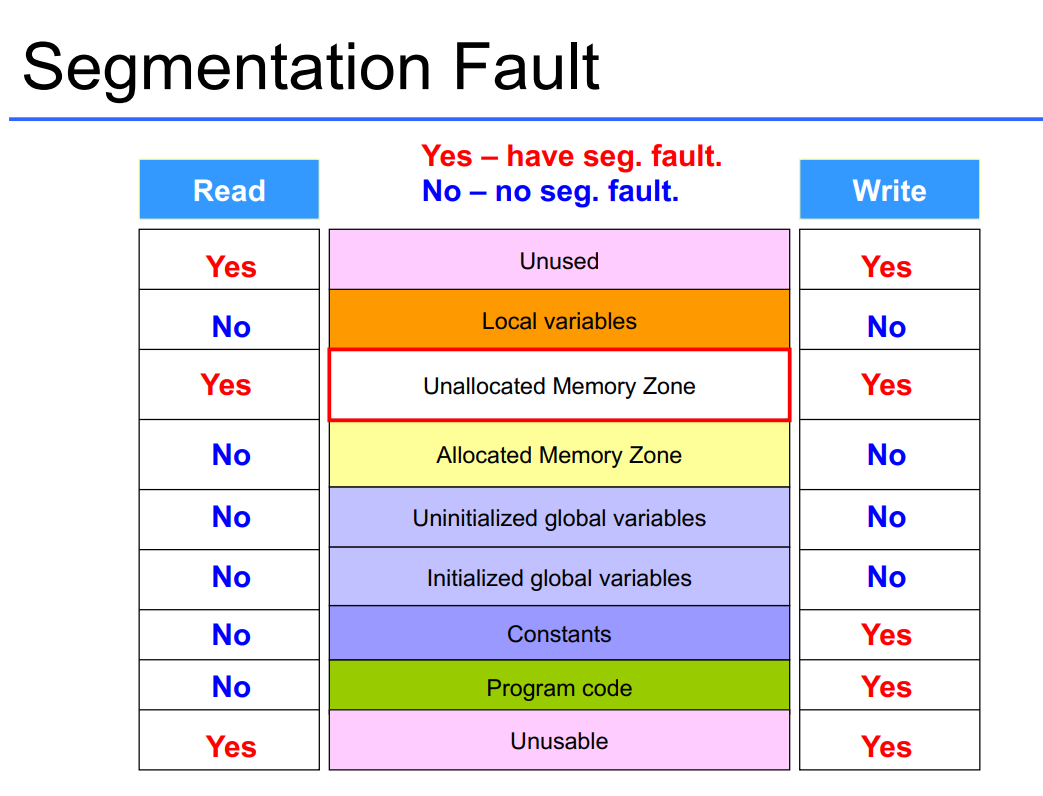 Segmentation Fault
Yes – have seg. fault.
No – no seg. fault.
Read
Write
Yes
Unused
Yes
No
Local variables
No
Yes
Unallocated Memory Zone
Yes
No
Allocated Memory Zone
No
No
Uninitialized global variables
No
No
Initialized global variables
No
No
Constants
Yes
No
Program code
Yes
Yes
Unusable
Yes